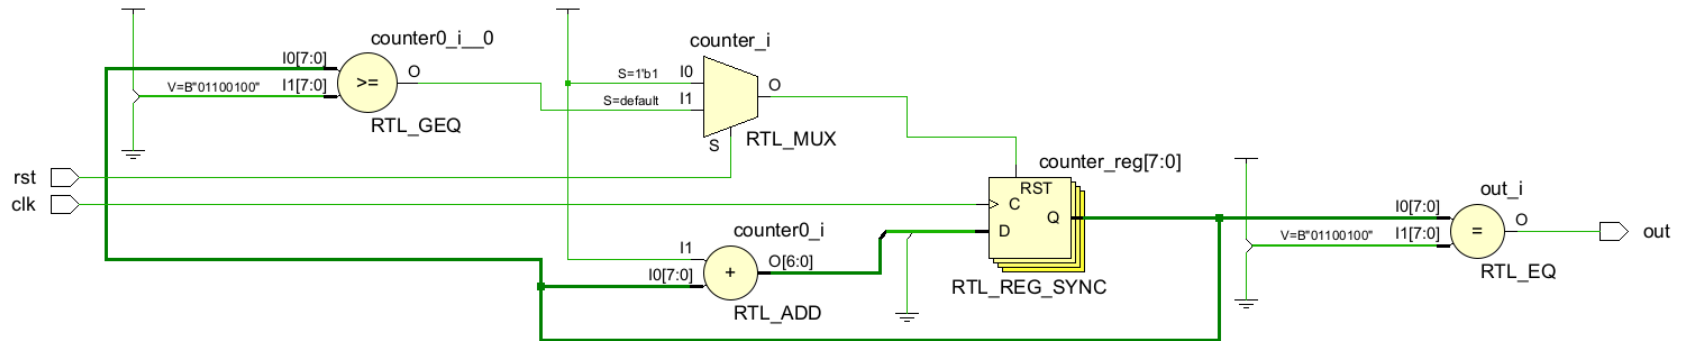 counter0_i__0
I0[7:0]
V=B"01100100"
I1[7:0]
>=
O
RTL_GEQ
counter_i
S=1'b1
I0
S=default
I1
O
S
RTL_MUX
rst
clk
counter_reg[7:0]
RST
C
Q
D
RTL_REG_SYNC
counter0_i
I1
I0[7:0]
+
O[6:0]
RTL_ADD
out_i
I0[7:0]
V=B"01100100"
I1[7:0]
=
O
RTL_EQ
out